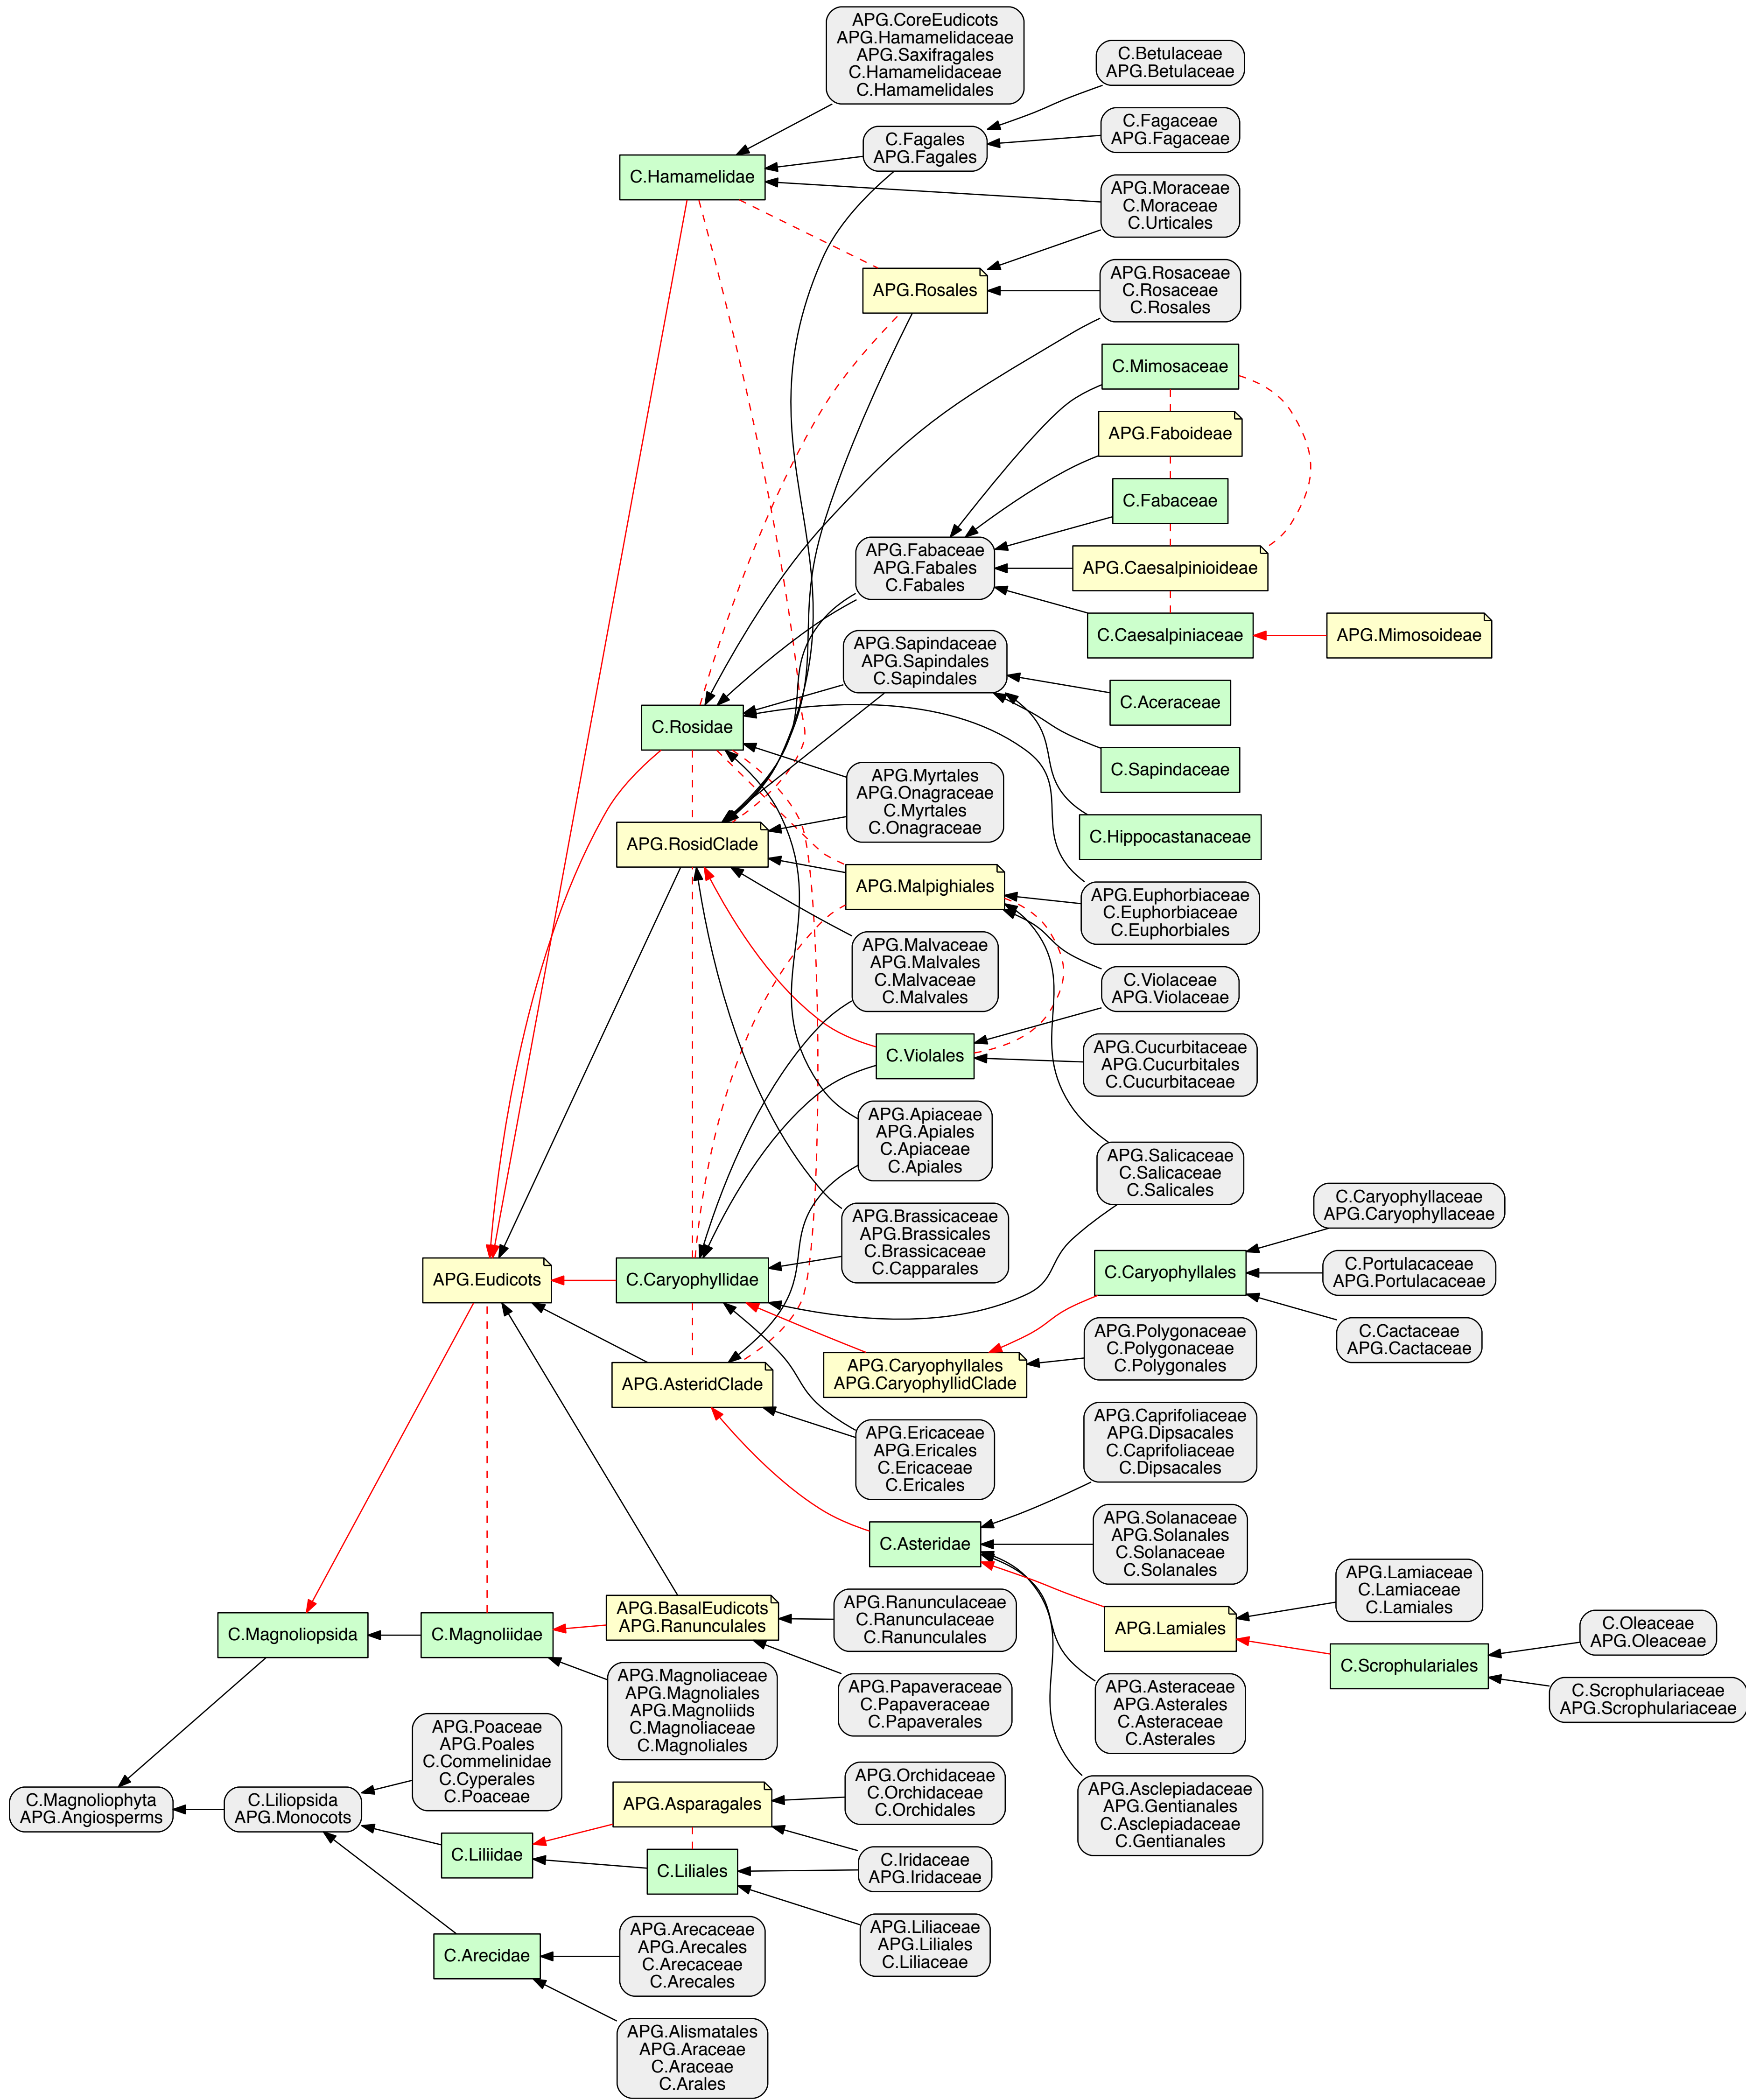 APG.CoreEudicots
APG.Hamamelidaceae
APG.Saxifragales
C.Hamamelidaceae
C.Hamamelidales
C.Betulaceae
APG.Betulaceae
C.Fagaceae
APG.Fagaceae
C.Fagales
APG.Fagales
C.Hamamelidae
APG.Moraceae
C.Moraceae
C.Urticales
APG.Rosales
APG.Rosaceae
C.Rosaceae
C.Rosales
C.Mimosaceae
APG.Faboideae
C.Fabaceae
APG.Fabaceae
APG.Fabales
C.Fabales
APG.Caesalpinioideae
C.Caesalpiniaceae
APG.Mimosoideae
APG.Sapindaceae
APG.Sapindales
C.Sapindales
C.Aceraceae
C.Rosidae
C.Sapindaceae
APG.Myrtales
APG.Onagraceae
C.Myrtales
C.Onagraceae
C.Hippocastanaceae
APG.RosidClade
APG.Malpighiales
APG.Euphorbiaceae
C.Euphorbiaceae
C.Euphorbiales
APG.Malvaceae
APG.Malvales
C.Malvaceae
C.Malvales
C.Violaceae
APG.Violaceae
C.Violales
APG.Cucurbitaceae
APG.Cucurbitales
C.Cucurbitaceae
APG.Apiaceae
APG.Apiales
C.Apiaceae
C.Apiales
APG.Salicaceae
C.Salicaceae
C.Salicales
C.Caryophyllaceae
APG.Caryophyllaceae
APG.Brassicaceae
APG.Brassicales
C.Brassicaceae
C.Capparales
APG.Eudicots
C.Caryophyllidae
C.Caryophyllales
C.Portulacaceae
APG.Portulacaceae
C.Cactaceae
APG.Cactaceae
APG.Polygonaceae
C.Polygonaceae
C.Polygonales
APG.AsteridClade
APG.Caryophyllales
APG.CaryophyllidClade
APG.Caprifoliaceae
APG.Dipsacales
C.Caprifoliaceae
C.Dipsacales
APG.Ericaceae
APG.Ericales
C.Ericaceae
C.Ericales
C.Asteridae
APG.Solanaceae
APG.Solanales
C.Solanaceae
C.Solanales
APG.Lamiaceae
C.Lamiaceae
C.Lamiales
C.Magnoliopsida
C.Magnoliidae
APG.BasalEudicots
APG.Ranunculales
APG.Ranunculaceae
C.Ranunculaceae
C.Ranunculales
APG.Lamiales
C.Oleaceae
APG.Oleaceae
C.Scrophulariales
C.Scrophulariaceae
APG.Scrophulariaceae
APG.Magnoliaceae
APG.Magnoliales
APG.Magnoliids
C.Magnoliaceae
C.Magnoliales
APG.Papaveraceae
C.Papaveraceae
C.Papaverales
APG.Asteraceae
APG.Asterales
C.Asteraceae
C.Asterales
APG.Poaceae
APG.Poales
C.Commelinidae
C.Cyperales
C.Poaceae
C.Magnoliophyta
APG.Angiosperms
C.Liliopsida
APG.Monocots
APG.Asparagales
APG.Orchidaceae
C.Orchidaceae
C.Orchidales
APG.Asclepiadaceae
APG.Gentianales
C.Asclepiadaceae
C.Gentianales
C.Liliidae
C.Liliales
C.Iridaceae
APG.Iridaceae
APG.Liliaceae
APG.Liliales
C.Liliaceae
C.Arecidae
APG.Arecaceae
APG.Arecales
C.Arecaceae
C.Arecales
APG.Alismatales
APG.Araceae
C.Araceae
C.Arales